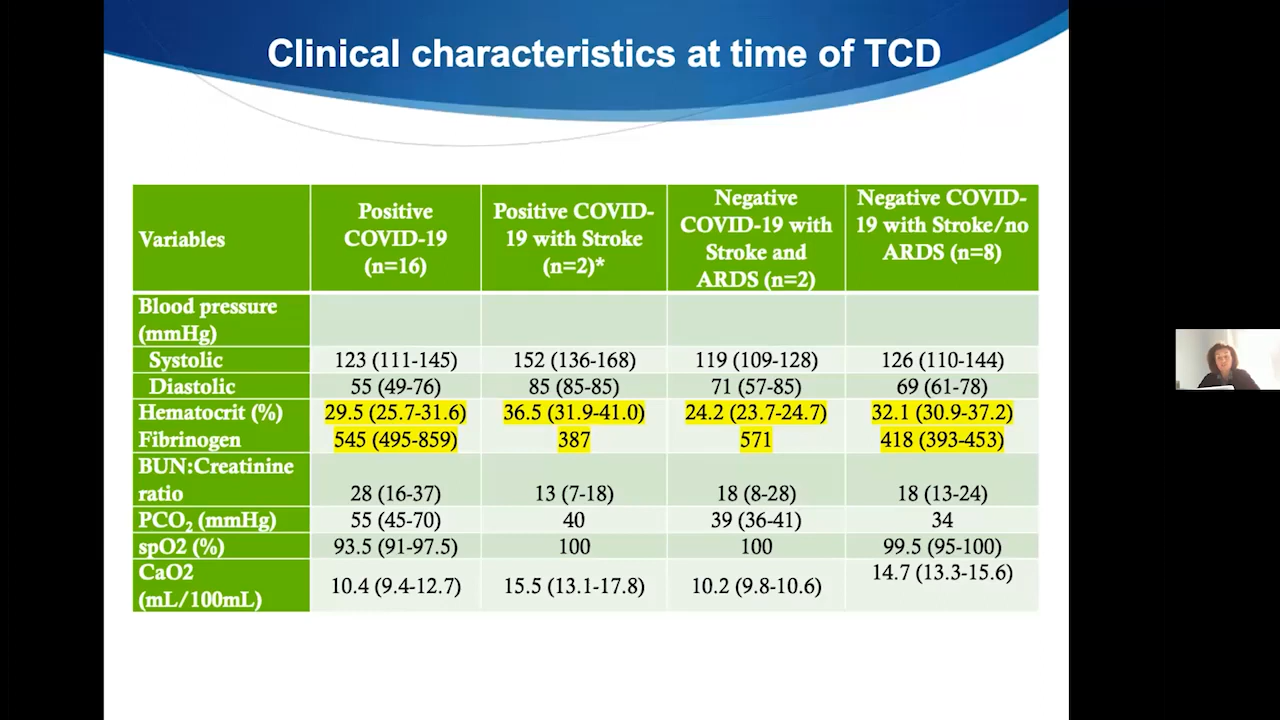 Clinical characteristics at time of TCD
Variables
Positive
COVID-19
(n=16)
Positive COVID-
19 with Stroke
(n=2)*
Negative
COVID-19 with
Stroke and
ARDS (n=2)
Negative COVID-
19 with Stroke/no
ARDS (n=8)
Blood pressure
(mmHg)
Systolic 123 (111-145) 152 (136-168) 119 (109-128) 126 (110-144)
Diastolic 55 (49-76) 85 (85-85) 71 (57-85) 69 (61-78)
Hematocrit (%) 29.5 (25.7-31.6) 36.5 (31.9-41.0) 24.2 (23.7-24.7) 32.1 (30.9-37.2)
Fibrinogen 545 (495-859) 387 571 418 (393-453)
BUN:Creatinine
ratio 28 (16-37) 13 (7-18) 18 (8-28) 18 (13-24)
PCO₂ (mmHg) 55 (45-70) 40 39 (36-41) 34
spO2 (%) 93.5 (91-97.5) 100 100 99.5 (95-100)
CaO2
(mL/100mL) 10.4 (9.4-12.7) 15.5 (13.1-17.8) 10.2 (9.8-10.6) 14.7 (13.3-15.6)